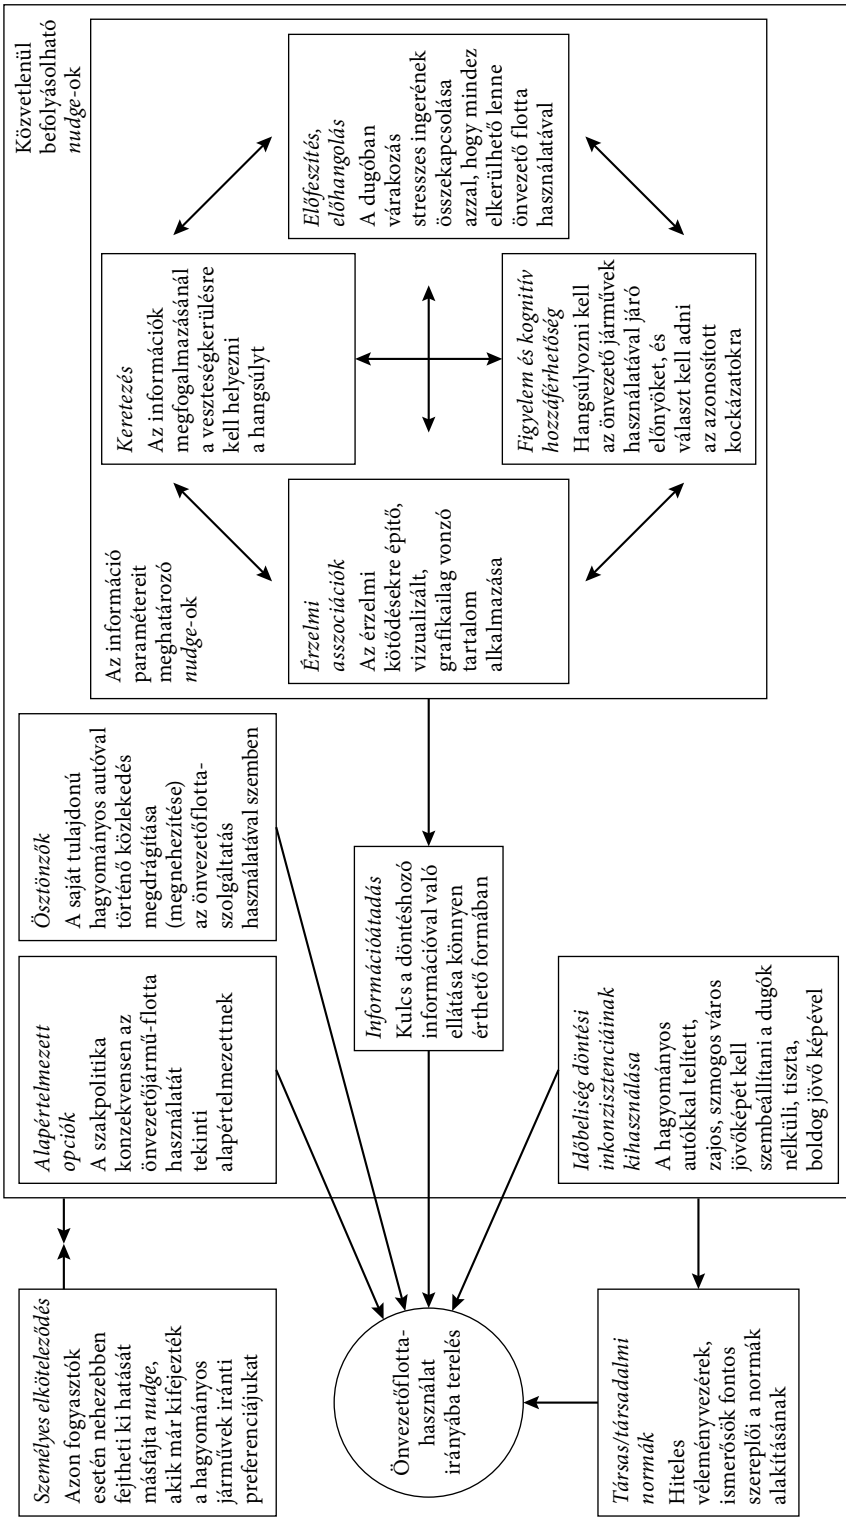 Személyes elköteleződés
Azon fogyasztók
esetén nehezebben
fejtheti ki hatását
másfajta nudge,
akik már kifejezték
a hagyományos
járművek iránti
preferenciájukat
Önvezetőflotta-
használat
irányába terelés
Társas/társadalmi
normák
Hiteles
véleményvezérek,
ismerősök fontos
szereplői a normák
alakításának
Közvetlenül
befolyásolható
nudge-ok
Alapértelmezett
opciók
A szakpolitika
konzekvensen az
önvezetőjármű-flotta
használatát
tekinti
alapértelmezettnek
Ösztönzők
A saját tulajdonú
hagyományos autóval
történő közlekedés
megdrágítása
(megnehezítése)
az önvezetőflotta-
szolgáltatás
használatával szemben
Információátadás
Kulcs a döntéshozó
információval való
ellátása könnyen
érthető formában
Időbeliség döntési
inkonzisztenciáinak
kihasználása
A hagyományos
autókkal telített,
zajos, szmogos város
jövőképét kell
szembeállítani a dugók
nélküli, tiszta,
boldog jövő képével
Az információ
paramétereit
meghatározó
nudge-ok
Keretezés
Az információk
megfogalmazásánál
a veszteségkerülésre
kell helyezni
a hangsúlyt
Érzelmi
asszociációk
Az érzelmi
kötődésekre építő,
vizualizált,
grafikailag vonzó
tartalom
alkalmazása
Előfeszítés,
előhangolás
A dugóban
várakozás
stresszes ingerének
összekapcsolása
azzal, hogy mindez
elkerülhető lenne
önvezető flotta
használatával
Figyelem és kognitív
hozzáférhetőség
Hangsúlyozni kell
az önvezető járművek
használatával járó
előnyöket, és
választ kell adni
az azonosított
kockázatokra